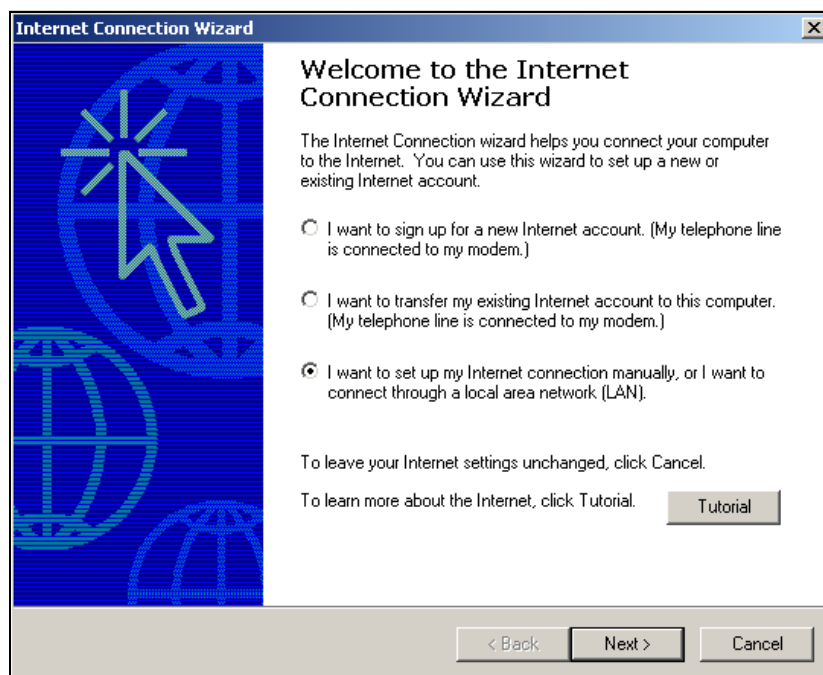 Internet Connection Wizard
Welcome to the Internet
Connection Wizard
The Internet Connection wizard helps you connect your computer
to the Internet.  You can use this wizard to set up a new or
existing Internet account.
I want to sign up for a new Internet account. (My telephone line
is connected to my modem.)
I want to transfer my existing Internet account to this computer.
(My telephone line is connected to my modem.)
I want to set up my Internet connection manually, or I want to
connect through a local area network (LAN).
To leave your Internet settings unchanged, click Cancel.
To learn more about the Internet, click Tutorial.
Tutorial
< Back
Next >
Cancel